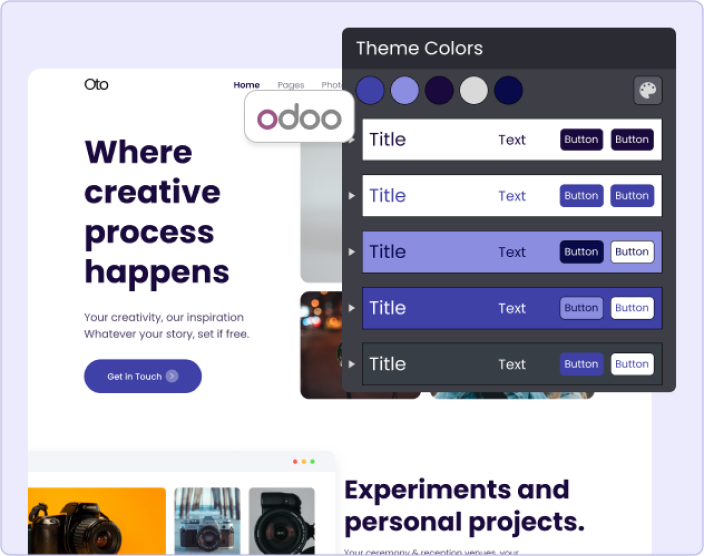 Theme Colors
Oto
Home Pages
odoo
Title Text Button Button
Title Text Button Button
Title Text Button Button
Title Text Button Button
Title Text Button Button
Where
creative
process
happens
Your creativity, our inspiration
Whatever your story, set if free.
Get in Touch
Experiments and
personal projects.
Your ceremony & reception venues, your